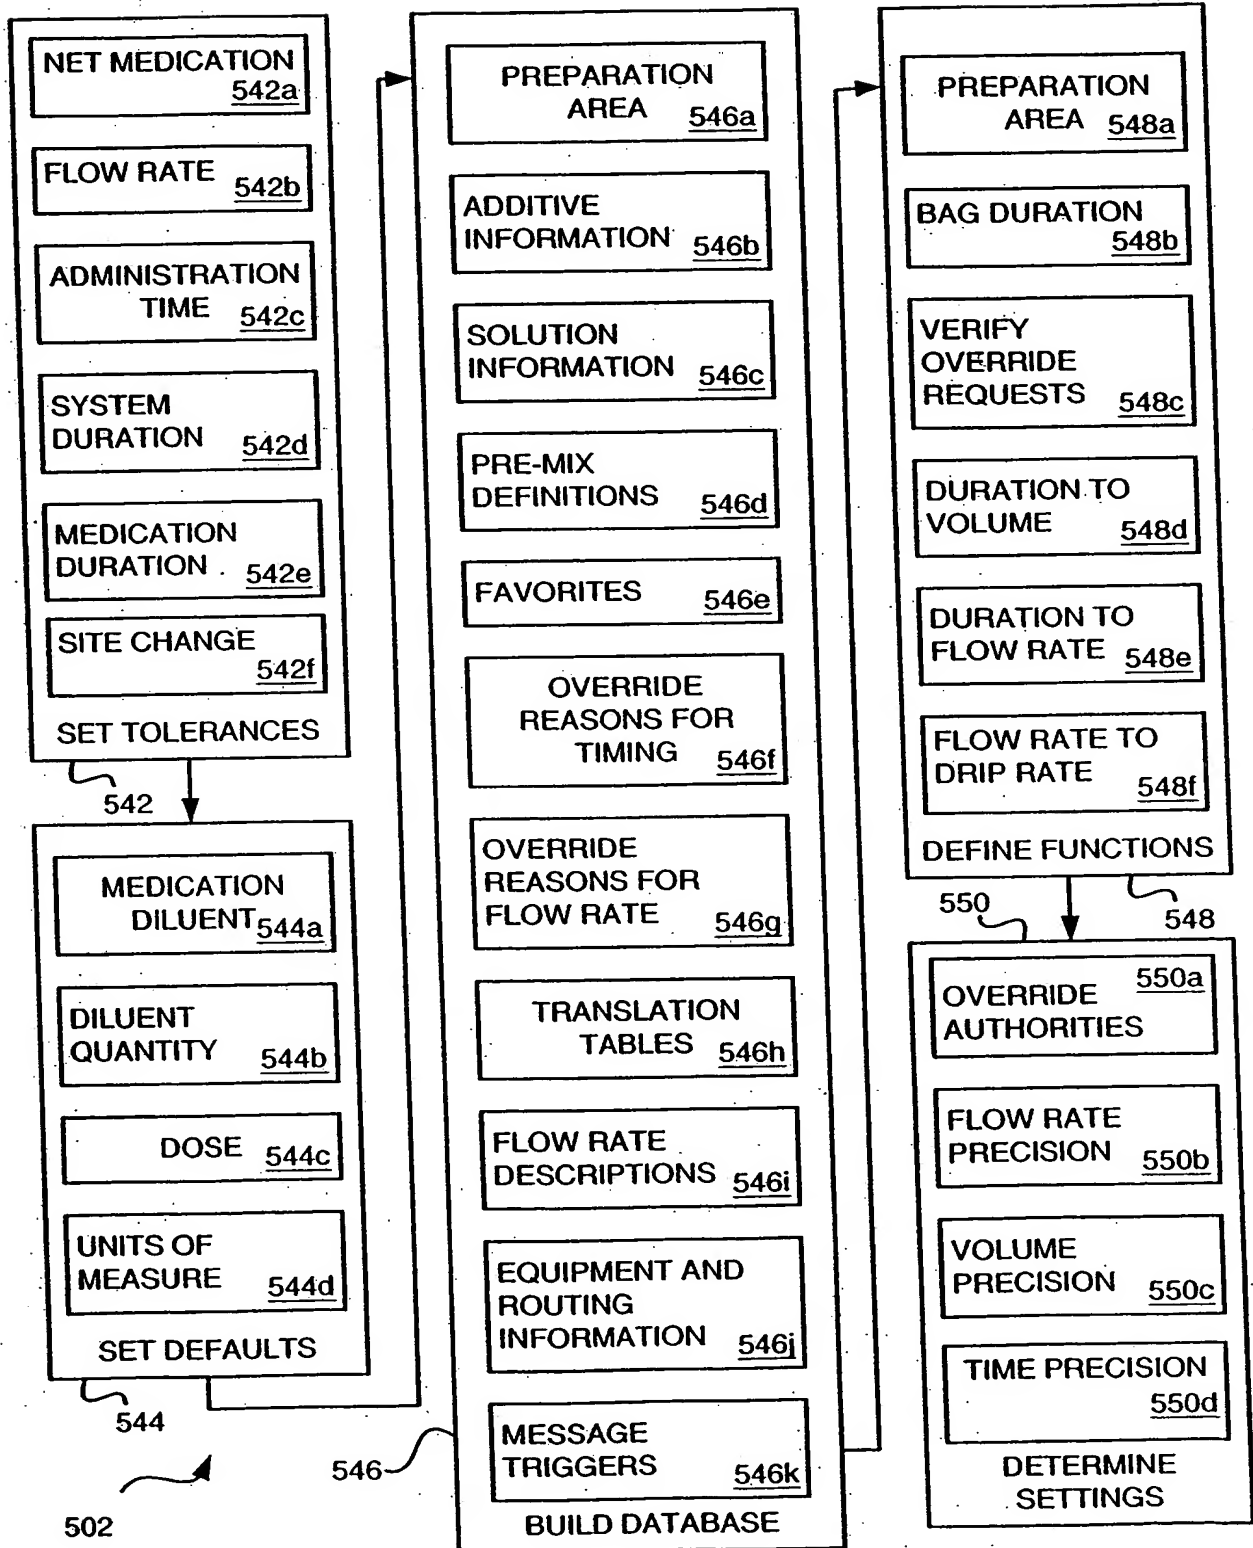 NET MEDICATION
542a
FLOW RATE
542b
ADMINISTRATION
TIME
542c
SYSTEM
DURATION
542d
MEDICATION
DURATION
542e
SITE CHANGE
542f
SET TOLERANCES
542
MEDICATION
DILUENT
544a
DILUENT
QUANTITY
544b
DOSE
544c
UNITS OF
MEASURE
544d
SET DEFAULTS
544
502
PREPARATION
AREA
546a
ADDITIVE
INFORMATION
546b
SOLUTION
INFORMATION
546c
PRE-MIX
DEFINITIONS
546d
FAVORITES
546e
OVERRIDE
REASONS FOR
TIMING
546f
OVERRIDE
REASONS FOR
FLOW RATE
546g
TRANSLATION
TABLES
546h
FLOW RATE
DESCRIPTIONS
546i
EQUIPMENT AND
ROUTING
INFORMATION
546j
MESSAGE
TRIGGERS
546k
BUILD DATABASE
546
PREPARATION
AREA
548a
BAG DURATION
548b
VERIFY
OVERRIDE
REQUESTS
548c
DURATION TO
VOLUME
548d
DURATION TO
FLOW RATE
548e
FLOW RATE TO
DRIP RATE
548f
DEFINE FUNCTIONS
548
550
550a
OVERRIDE
AUTHORITIES
FLOW RATE
PRECISION
550b
VOLUME
PRECISION
550c
TIME PRECISION
550d
DETERMINE
SETTINGS